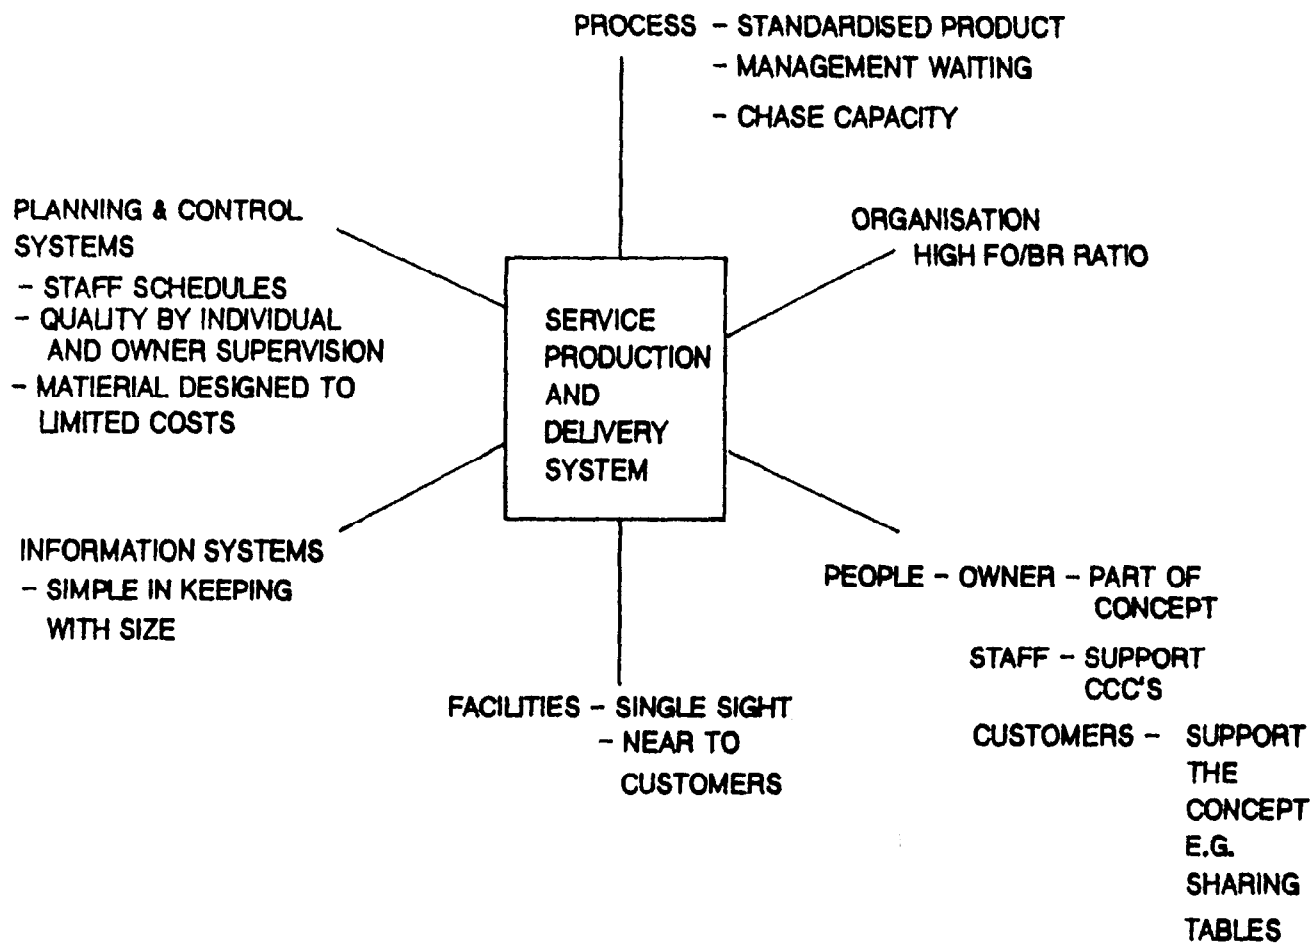 PROCESS - STANDARDISED PRODUCT
- MANAGEMENT WAITING
- CHASE CAPACITY
PLANNING & CONTROL
SYSTEMS
- STAFF SCHEDULES
- QUALITY BY INDIVIDUAL
AND OWNER SUPERVISION
- MATIERIAL DESIGNED TO
LIMITED COSTS
ORGANISATION
HIGH FO/BR RATIO
SERVICE
PRODUCTION
AND
DELIVERY
SYSTEM
INFORMATION SYSTEMS
- SIMPLE IN KEEPING
WITH SIZE
PEOPLE - OWNER - PART OF
CONCEPT
STAFF - SUPPORT
CCC'S
CUSTOMERS - SUPPORT
THE
CONCEPT
E.G.
SHARING
TABLES
FACILITIES - SINGLE SIGHT
- NEAR TO
CUSTOMERS